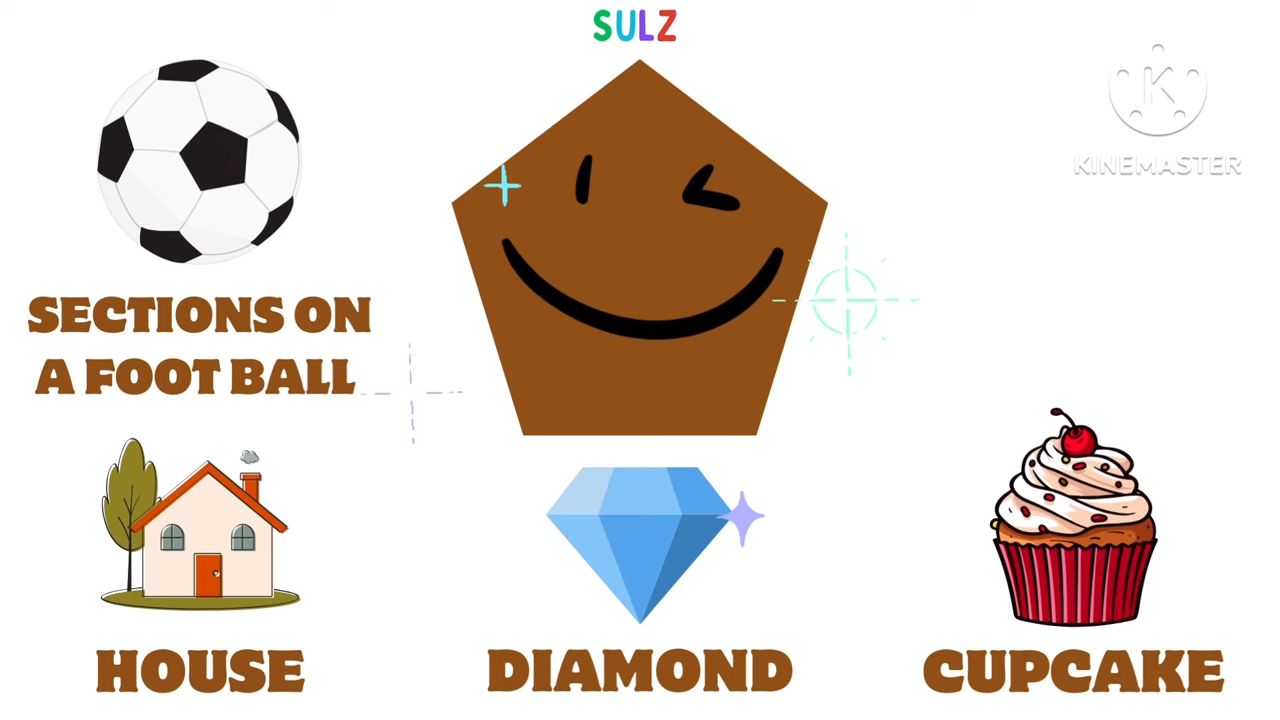 SULZ
K
KINEMASTER
SECTIONS ON
A FOOT BALL
HOUSE
DIAMOND
CUPCAKE